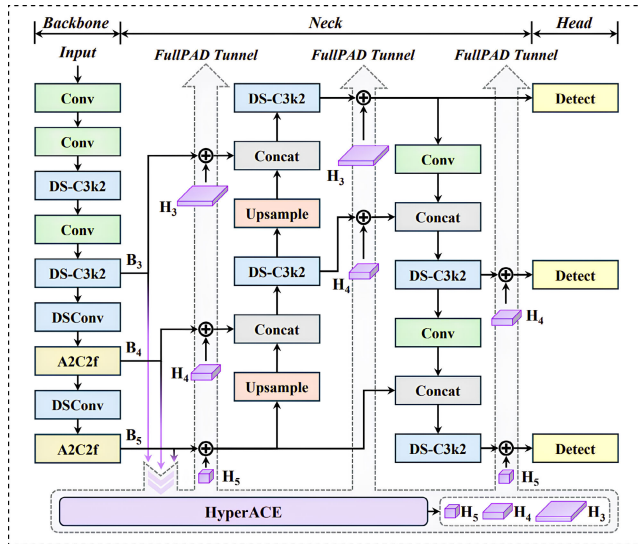 Backbone
Neck
Head
Input
FullPAD Tunnel
FullPAD Tunnel
FullPAD Tunnel
Conv
DS-C3k2
Detect
Conv
Concat
Conv
H3
DS-C3k2
H3
Upsample
Concat
Conv
B3
DS-C3k2
DS-C3k2
H4
DS-C3k2
Detect
DSConv
H4
B4
Concat
Conv
A2C2f
H4
DSConv
Upsample
Concat
B5
A2C2f
DS-C3k2
Detect
H5
H5
HyperACE
H5
H4
H3